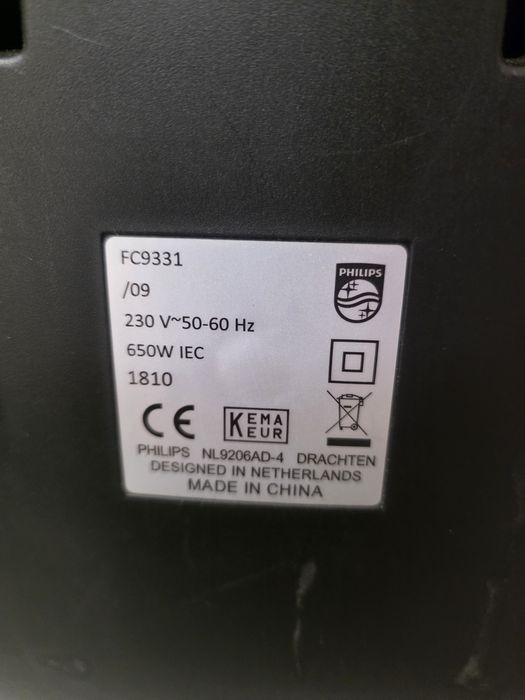 FC9331
/09
230 V~50-60 Hz
650W IEC
1810
PHILIPS
CE
KEMA
KEUR
PHILIPS NL9206AD-4 DRACHTEN
DESIGNED IN NETHERLANDS
MADE IN CHINA